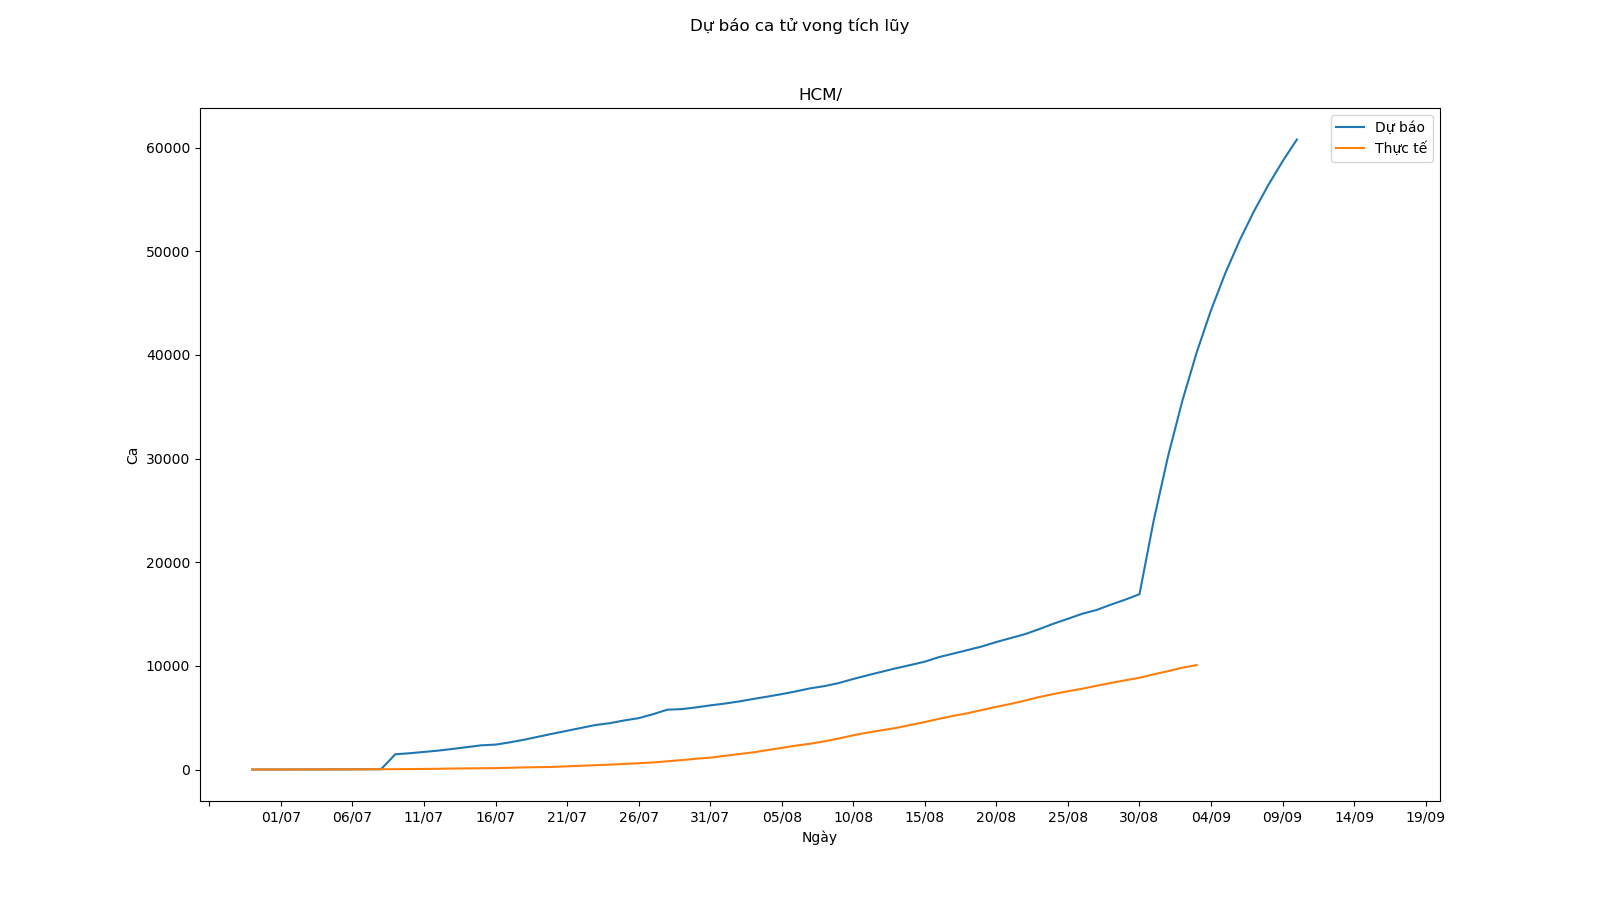 Dự báo ca tử vong tích lũy
HCM/
Dự báo
Thực tế
60000
50000
40000
30000
20000
10000
0
Ca
01/07 06/07 11/07 16/07 21/07 26/07 31/07 05/08 10/08 15/08 20/08 25/08 30/08 04/09 09/09 14/09 19/09
Ngày